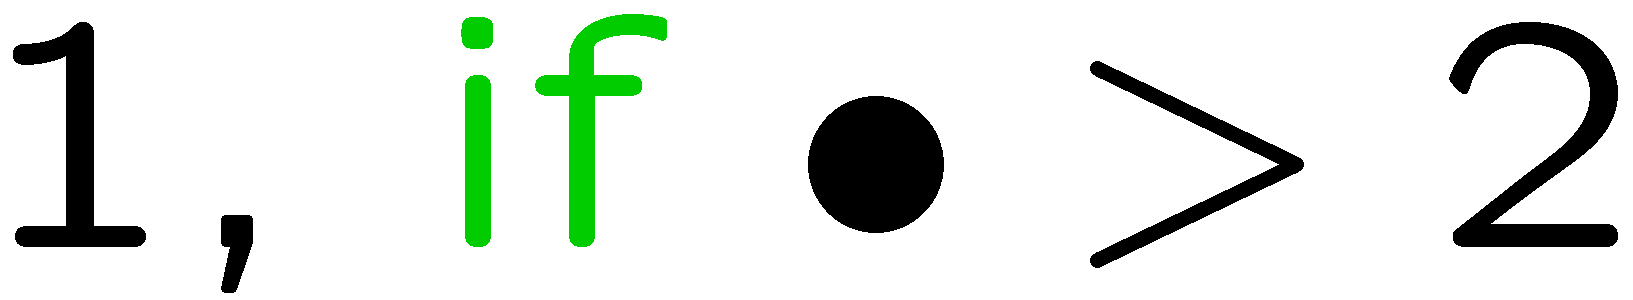 1, if ● > 2